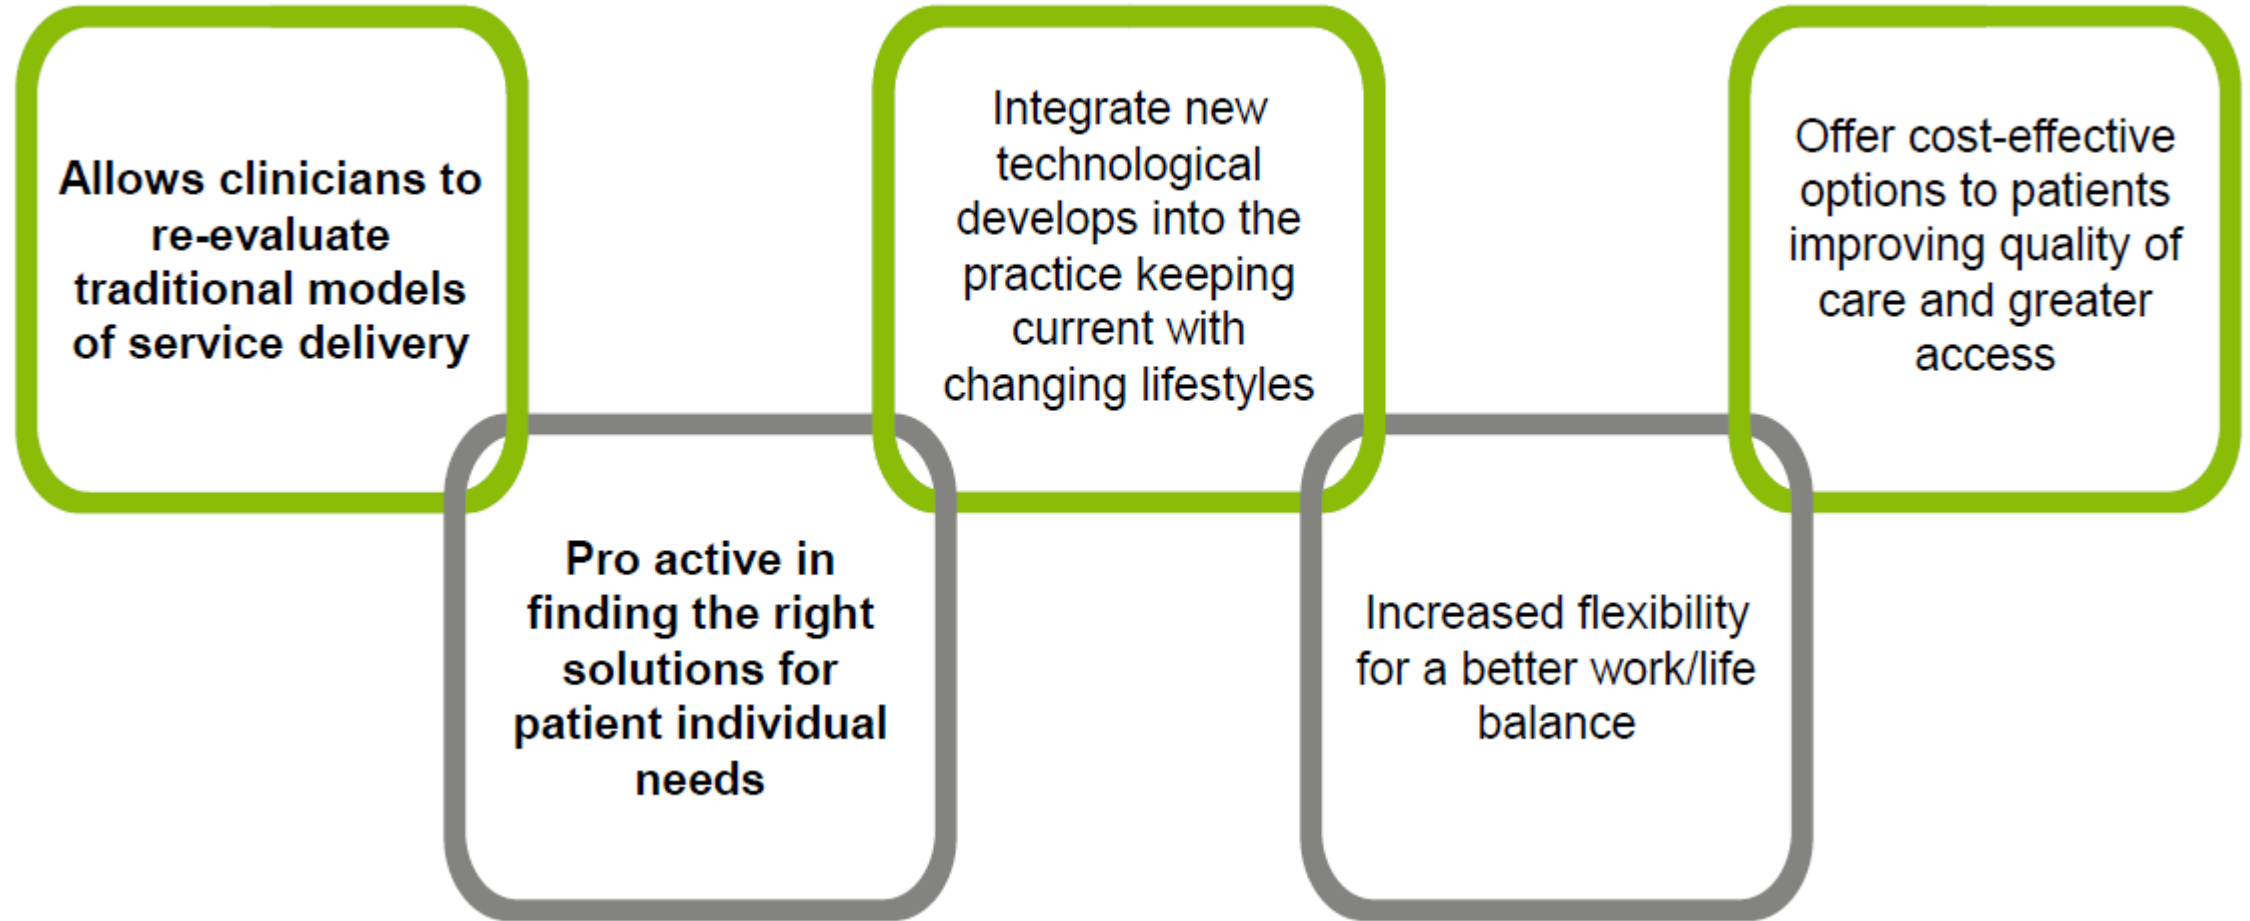 Allows clinicians to
re-evaluate
traditional models
of service delivery
Pro active in
finding the right
solutions for
patient individual
needs
Integrate new
technological
develops into the
practice keeping
current with
changing lifestyles
Increased flexibility
for a better work/life
balance
Offer cost-effective
options to patients
improving quality of
care and greater
access